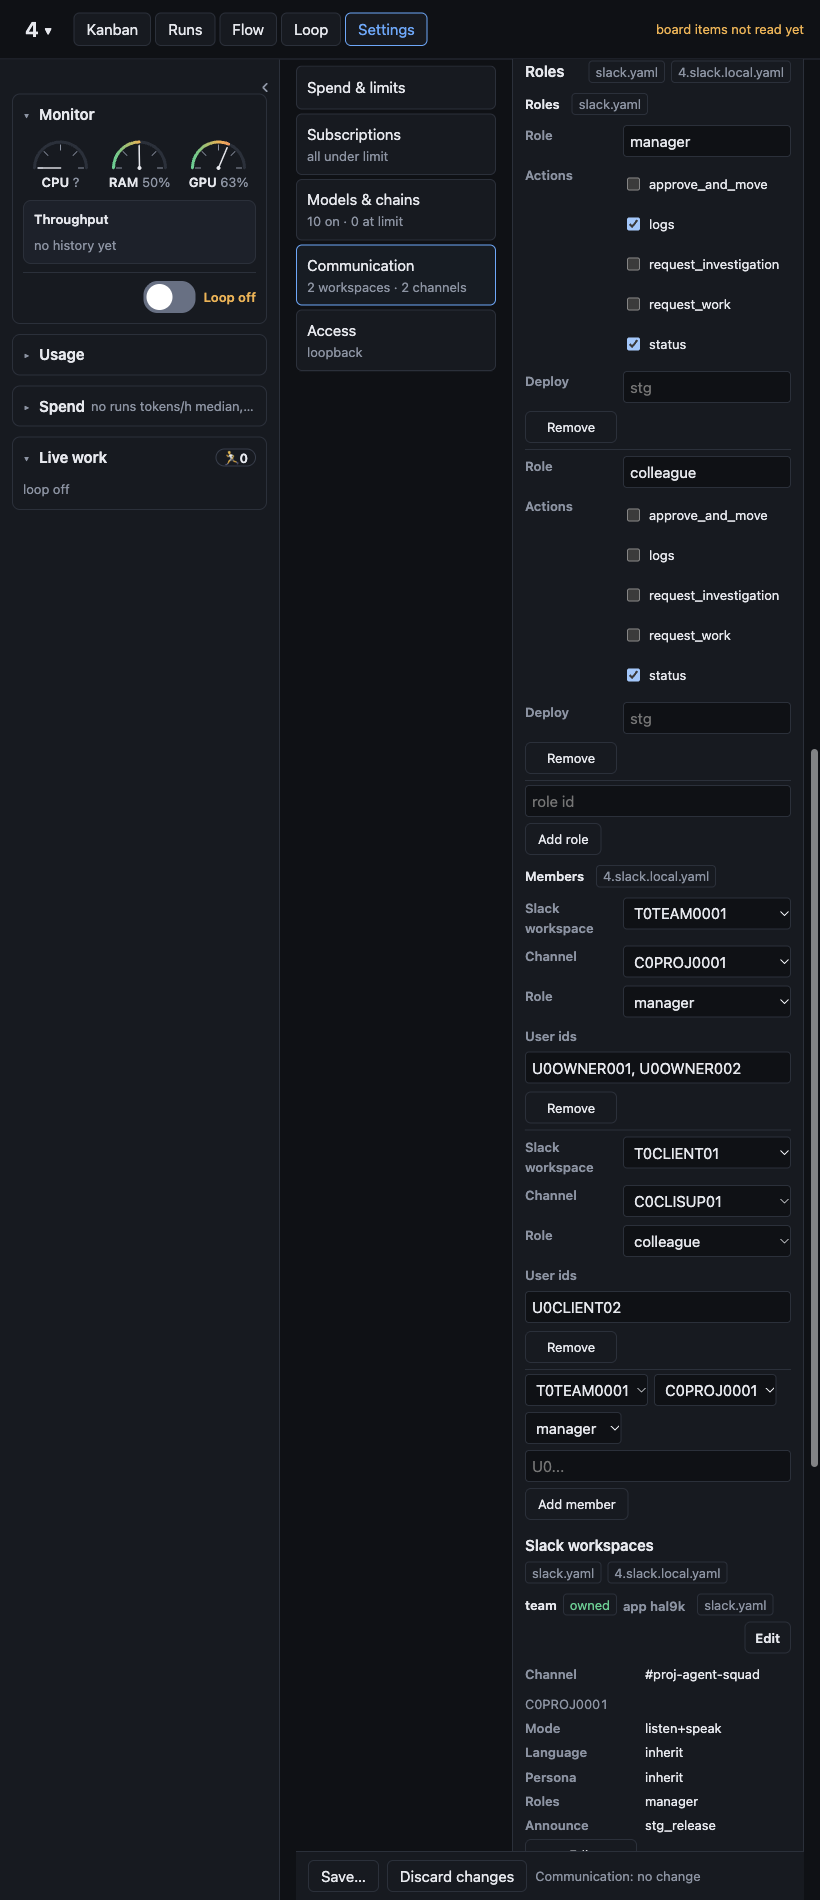 4 ▾ Kanban Runs Flow Loop Settings board items not read yet
Monitor
CPU ? RAM 50% GPU 63%
Throughput
no history yet
Loop off
Usage
Spend no runs tokens/h median,...
Live work 0
loop off
Spend & limits
Subscriptions
all under limit
Models & chains
10 on · 0 at limit
Communication
2 workspaces · 2 channels
Access
loopback
Roles slack.yaml 4.slack.local.yaml
Roles slack.yaml
Role manager
Actions approve_and_move
logs
request_investigation
request_work
status
Deploy stg
Remove
Role colleague
Actions approve_and_move
logs
request_investigation
request_work
status
Deploy stg
Remove
role id
Add role
Members 4.slack.local.yaml
Slack workspace T0TEAM0001
Channel C0PROJ0001
Role manager
User ids
U0OWNER001, U0OWNER002
Remove
Slack workspace T0CLIENT01
Channel C0CLISUP01
Role colleague
User ids
U0CLIENT02
Remove
T0TEAM0001 C0PROJ0001
manager
U0...
Add member
Slack workspaces
slack.yaml 4.slack.local.yaml
team owned app hal9k slack.yaml
Edit
Channel #proj-agent-squad
C0PROJ0001
Mode listen+speak
Language inherit
Persona inherit
Roles manager
Announce stg_release
Save... Discard changes Communication: no change